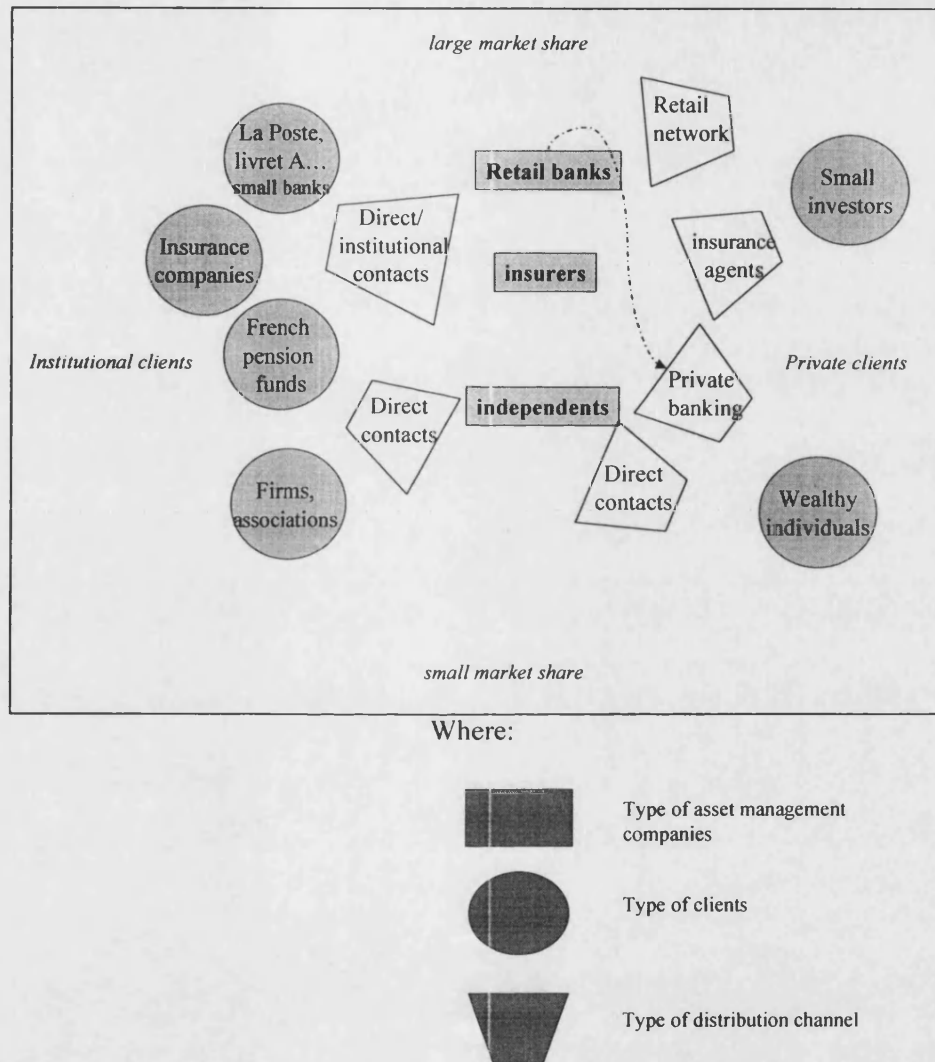 large market share
La Poste,
livret A...
small banks
Retail banks
Retail
network
Small
investors
Insurance
companies
Direct/
institutional
contacts
insurers
insurance
agents
Institutional clients
French
pension
funds
Private clients
Direct
contacts
independents
Private
banking
Firms,
associations
Direct
contacts
Wealthy
individuals
small market share
Where:
Type of asset management
companies
Type of clients
Type of distribution channel